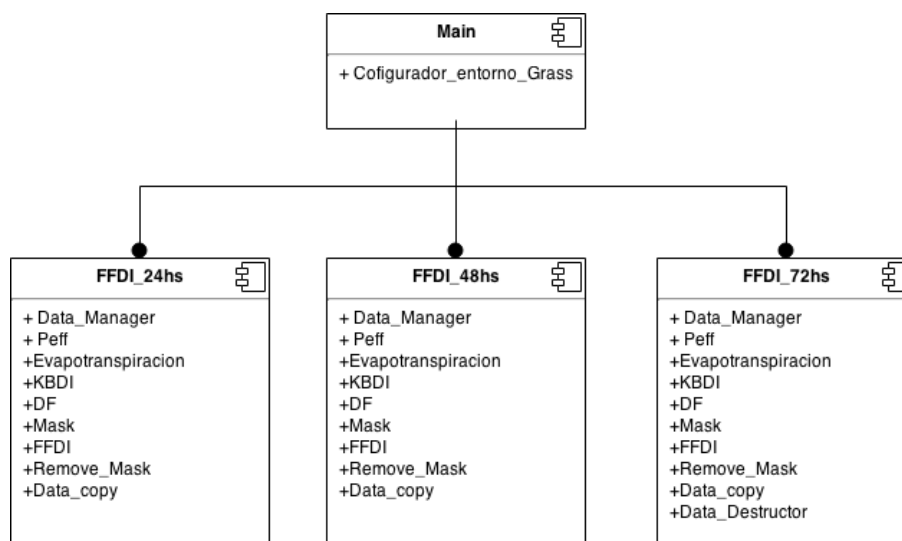 Main
+ Cofigurador_entorno_Grass
FFDI_24hs
+ Data_Manager
+ Peff
+Evapotranspiracion
+KBDI
+DF
+Mask
+FFDI
+Remove_Mask
+Data_copy
FFDI_48hs
+ Data_Manager
+ Peff
+Evapotranspiracion
+KBDI
+DF
+Mask
+FFDI
+Remove_Mask
+Data_copy
FFDI_72hs
+ Data_Manager
+ Peff
+Evapotranspiracion
+KBDI
+DF
+Mask
+FFDI
+Remove_Mask
+Data_copy
+Data_Destructor